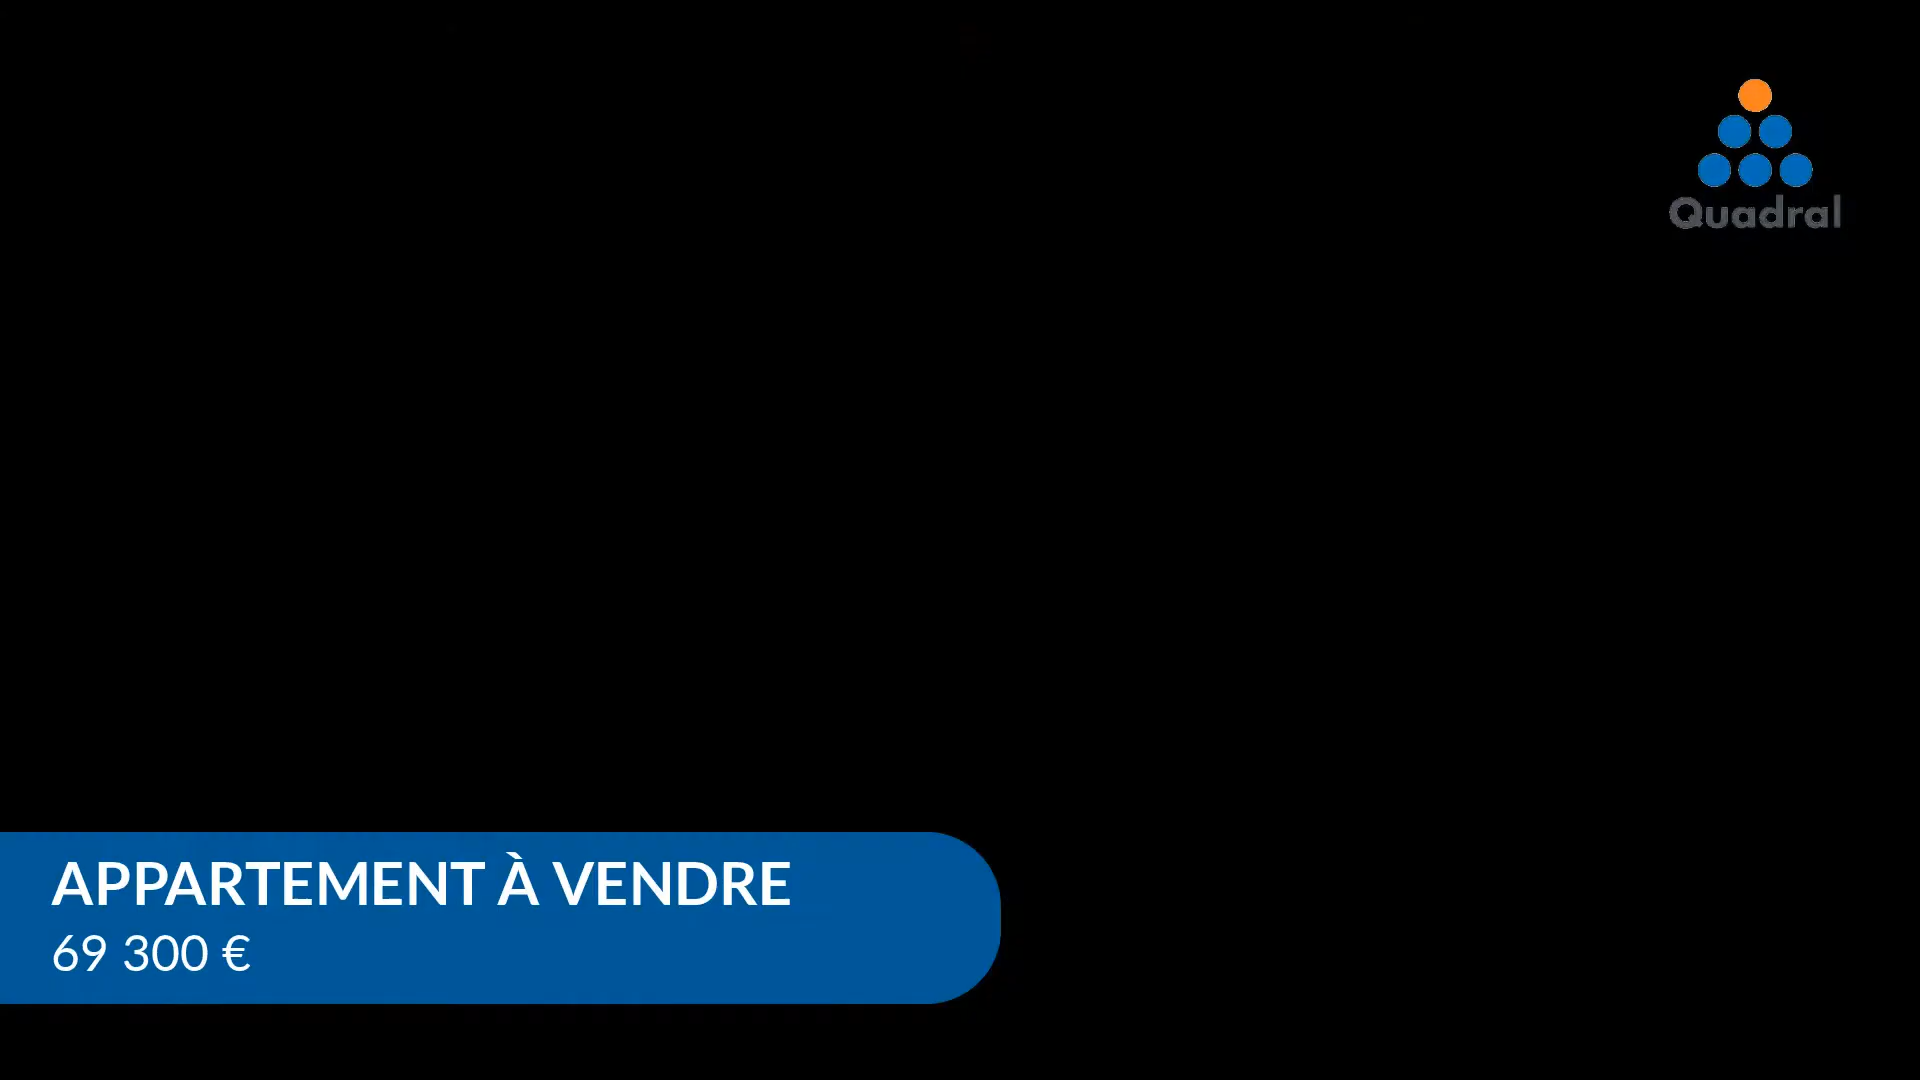 Quadral
APPARTEMENT À VENDRE
69 300 €